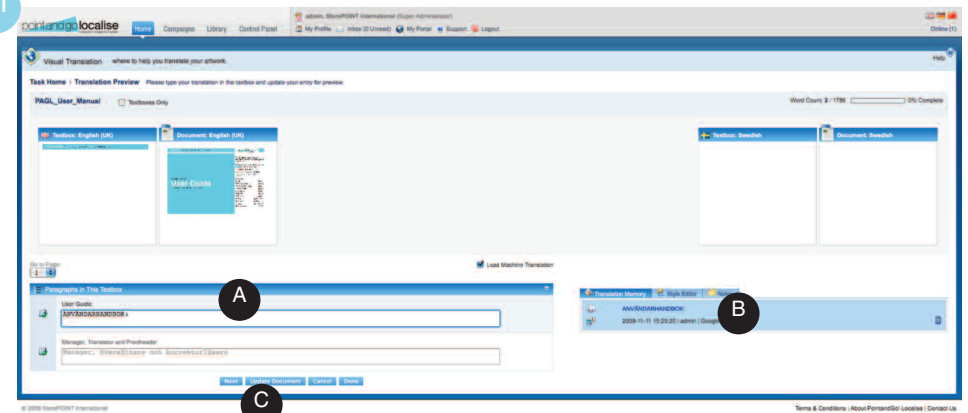 1
pointandgolocalise
Home Campaigns Library Control Panel
admin, StorePOINT International (Super Administrator)
My Profile Inbox (0 Unread) My Portal Support Logout
Online (1)
3 Visual Translation where to help you translate your artwork.
Help
Task Home > Translation Preview Please type your translation in the textbox and update your entry for preview.
PAGL_User_Manual Textboxes Only
Word Count: 2 / 1786 0% Complete
Textbox: English (UK) Document: English (UK) Textbox: Swedish Document: Swedish
User Guide
Go to Page:
1
Load Machine Translation
Paragraphs in This Textbox
A
User Guide:
ANVÄNDARHANDBOK:
Manager, Translator and Proofreader
Manager, Översättare och korrekturläsare
Translation Memory Style Editor
B
ANVÄNDARHANDBOK:
2009-11-11 15:25:20 | admin |
Next Update Document Cancel Done
C
© 2009 StorePOINT International
Terms & Conditions | About PointandGo! Localise | Contact Us